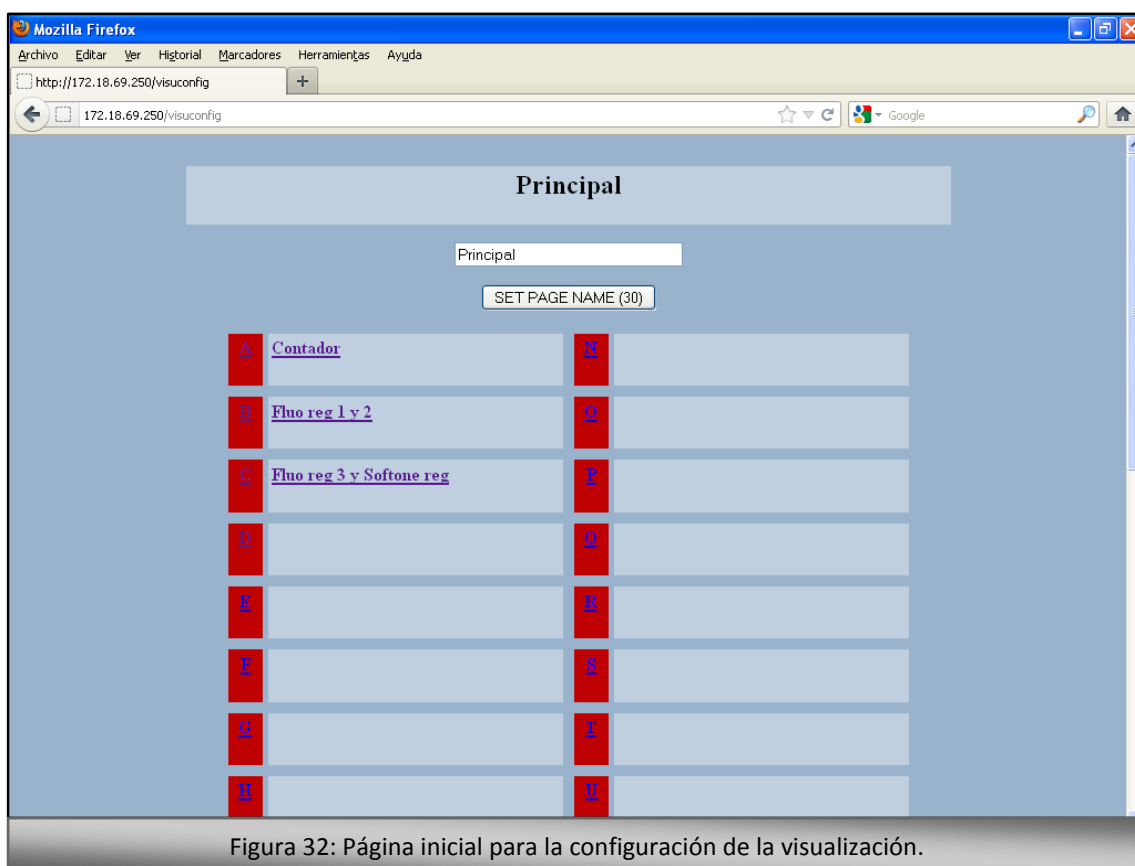 Mozilla Firefox
Archivo Editar Ver Historial Marcadores Herramientas Ayuda
http://172.18.69.250/visuconfig +
172.18.69.250/visuconfig Google
Principal
Principal
SET PAGE NAME (30)
A Contador N
B Fluo reg 1 y 2 O
C Fluo reg 3 y Softone reg P
D Q
E R
F S
G T
H U
Figura 32: Página inicial para la configuración de la visualización.